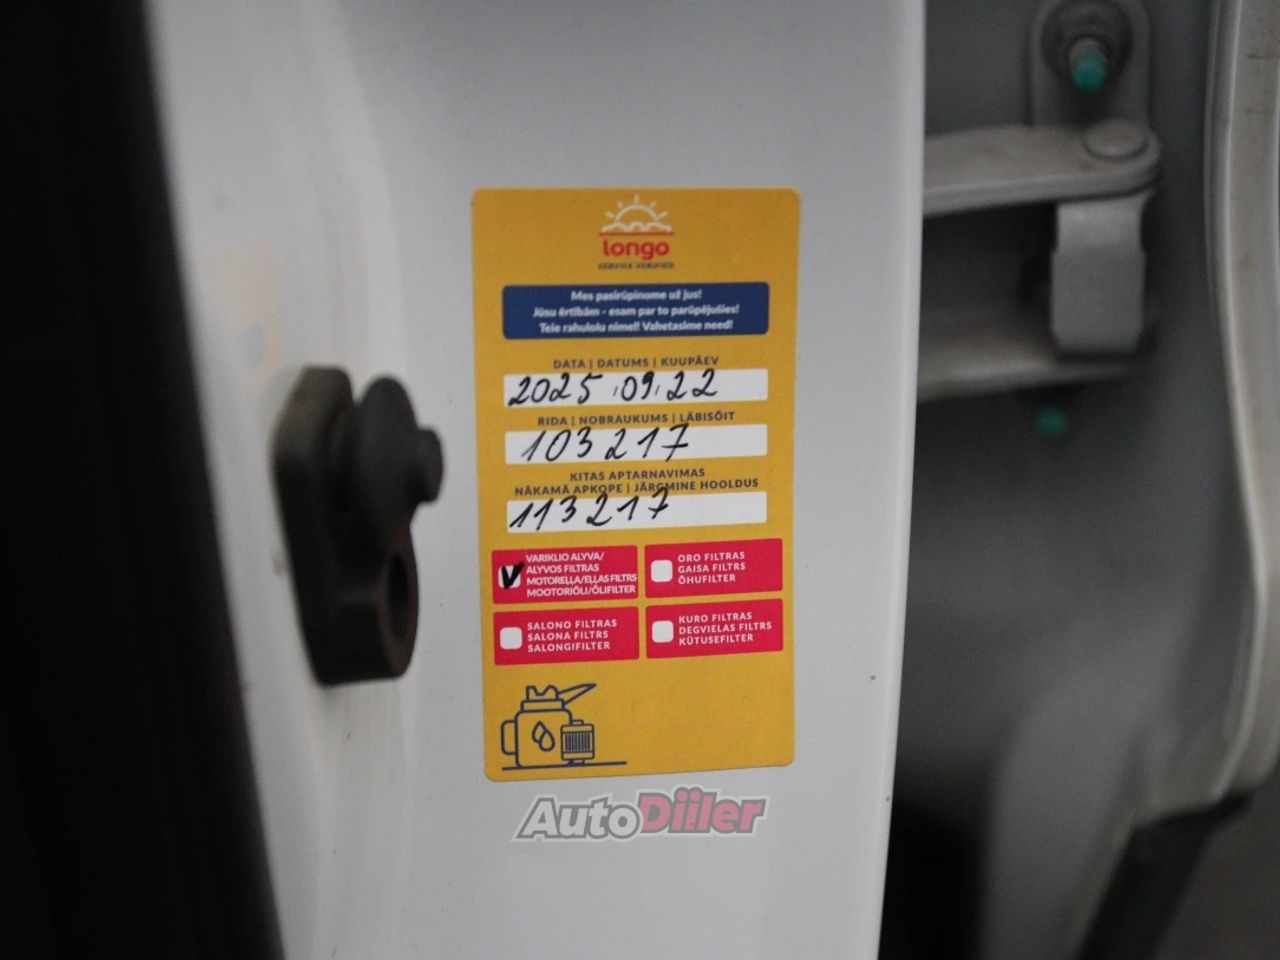 longo
SERVICE VERIFIED
Mes pasirūpinome už jus!
Jūsu ērtībām - esam par to parūpējušies!
Teie rahulolu nimel! Vahetasime need!
DATA | DATUMS | KUUPÄEV
2025.09.22
RIDA | NOBRAUKUMS | LÄBISÕIT
103217
KITAS APTARNAVIMAS
NĀKAMĀ APKOPE | JÄRGMINE HOOLDUS
113217
VARIKLIO ALYVA/
ALYVOS FILTRAS
MOTOREĻĻA/EĻĻAS FILTRS
MOOTORIÕLI/ÕLIFILTER
ORO FILTRAS
GAISA FILTRS
ÕHUFILTER
SALONO FILTRAS
SALONA FILTRS
SALONGIFILTER
KURO FILTRAS
DEGVIELAS FILTRS
KÜTUSEFILTER
AutoDiiler